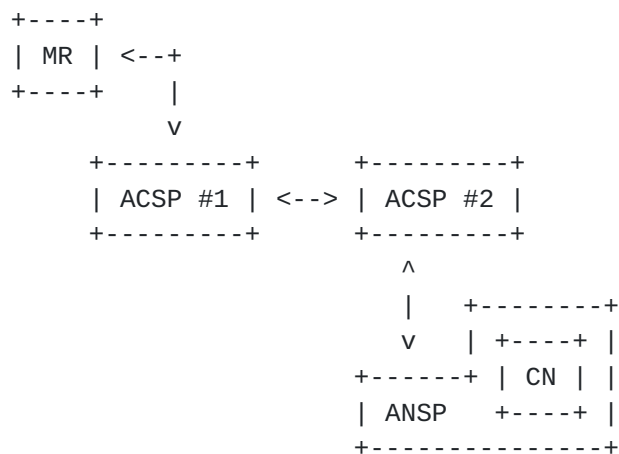 +----+
| MR | <--+
+----+    |
          v
     +---------+      +---------+
     | ACSP #1 | <--> | ACSP #2 |
     +---------+      +---------+
                         ^
                         |   +--------+
                         v   | +----+ |
                      +------+ | CN | |
                      | ANSP   +----+ |
                      +---------------+